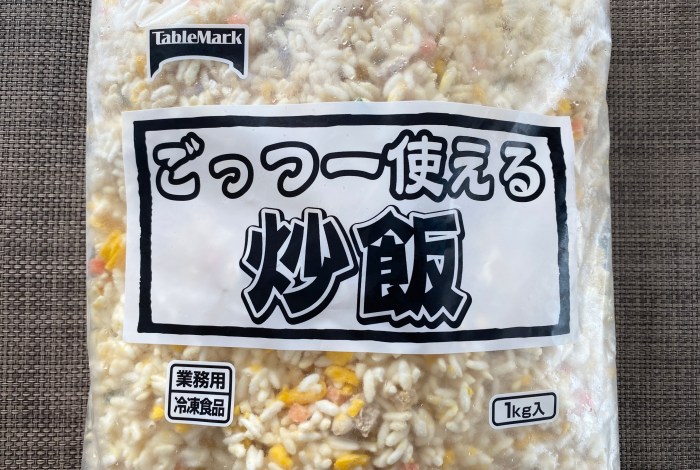 TableMark
ごっつー使える
炒飯
業務用
冷凍食品
1kg入